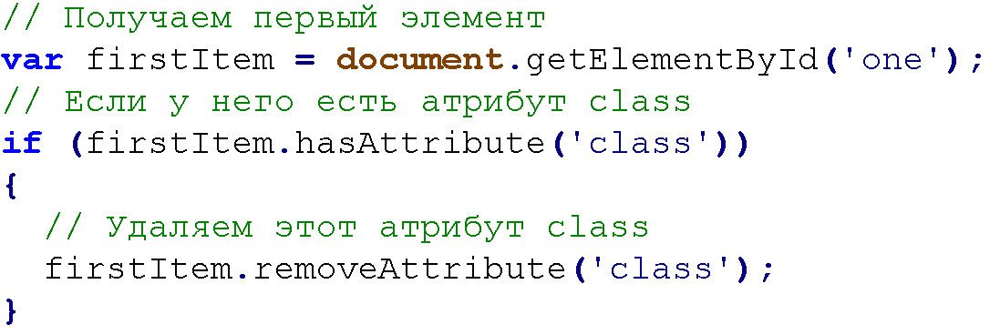 // Получаем первый элемент
var firstItem = document.getElementById('one');
// Если у него есть атрибут class
if (firstItem.hasAttribute('class'))
{
  // Удаляем этот атрибут class
  firstItem.removeAttribute('class');
}